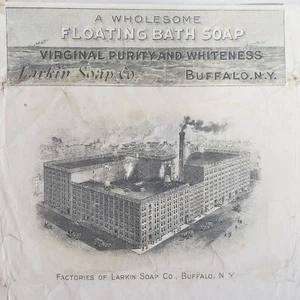 A WHOLESOME
FLOATING BATH SOAP
VIRGINAL PURITY AND WHITENESS
Larkin Soap Co. BUFFALO. N.Y.
FACTORIES OF LARKIN SOAP CO., BUFFALO, N Y